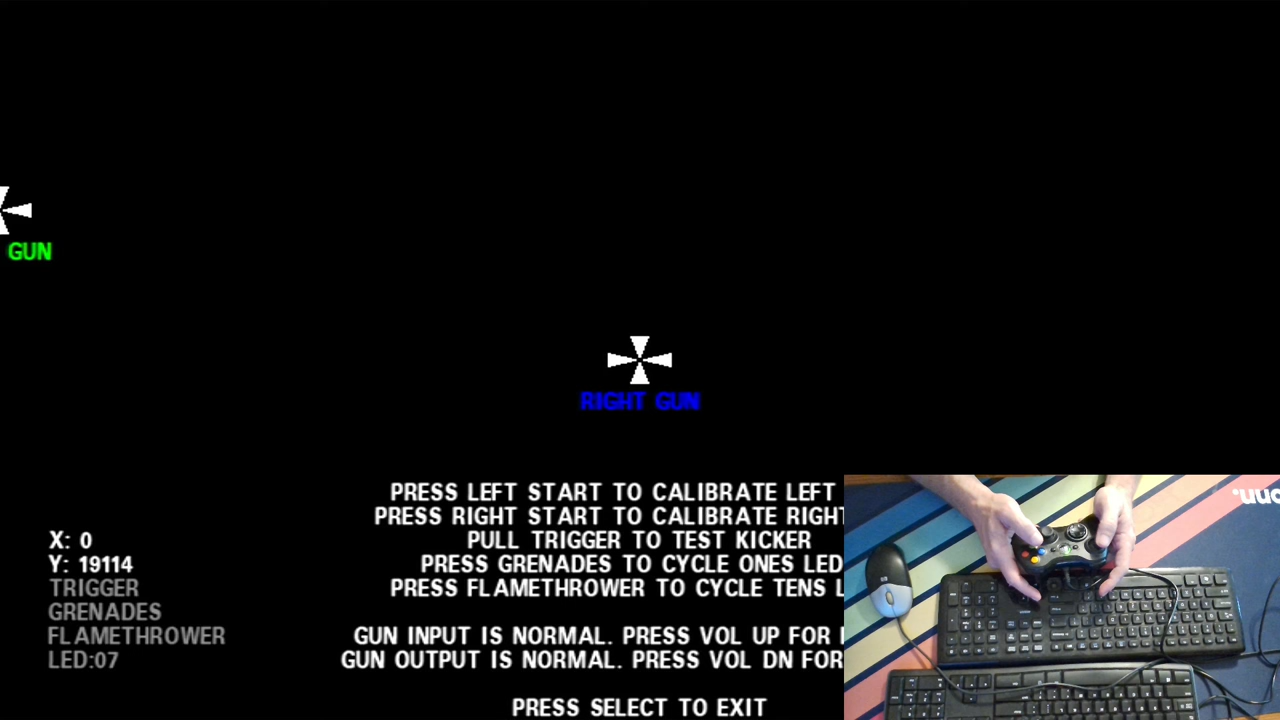 GUN
RIGHT GUN
PRESS LEFT START TO CALIBRATE LEFT
PRESS RIGHT START TO CALIBRATE RIGHT
X: 0
PULL TRIGGER TO TEST KICKER
Y: 19114
PRESS GRENADES TO CYCLE ONES LED
TRIGGER
PRESS FLAMETHROWER TO CYCLE TENS
GRENADES
FLAMETHROWER
GUN INPUT IS NORMAL. PRESS VOL UP FOR
LED:07
GUN OUTPUT IS NORMAL. PRESS VOL DN FOR
PRESS SELECT TO EXIT